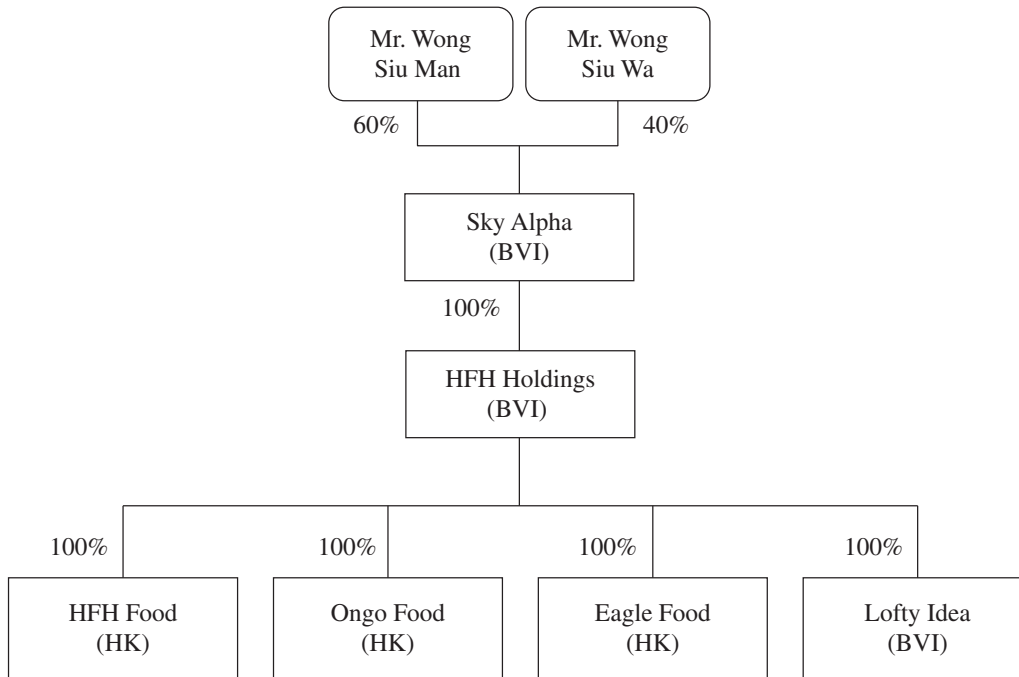 Mr. Wong
Siu Man
Mr. Wong
Siu Wa
60%
40%
Sky Alpha
(BVI)
100%
HFH Holdings
(BVI)
100%
100%
100%
100%
HFH Food
(HK)
Ongo Food
(HK)
Eagle Food
(HK)
Lofty Idea
(BVI)